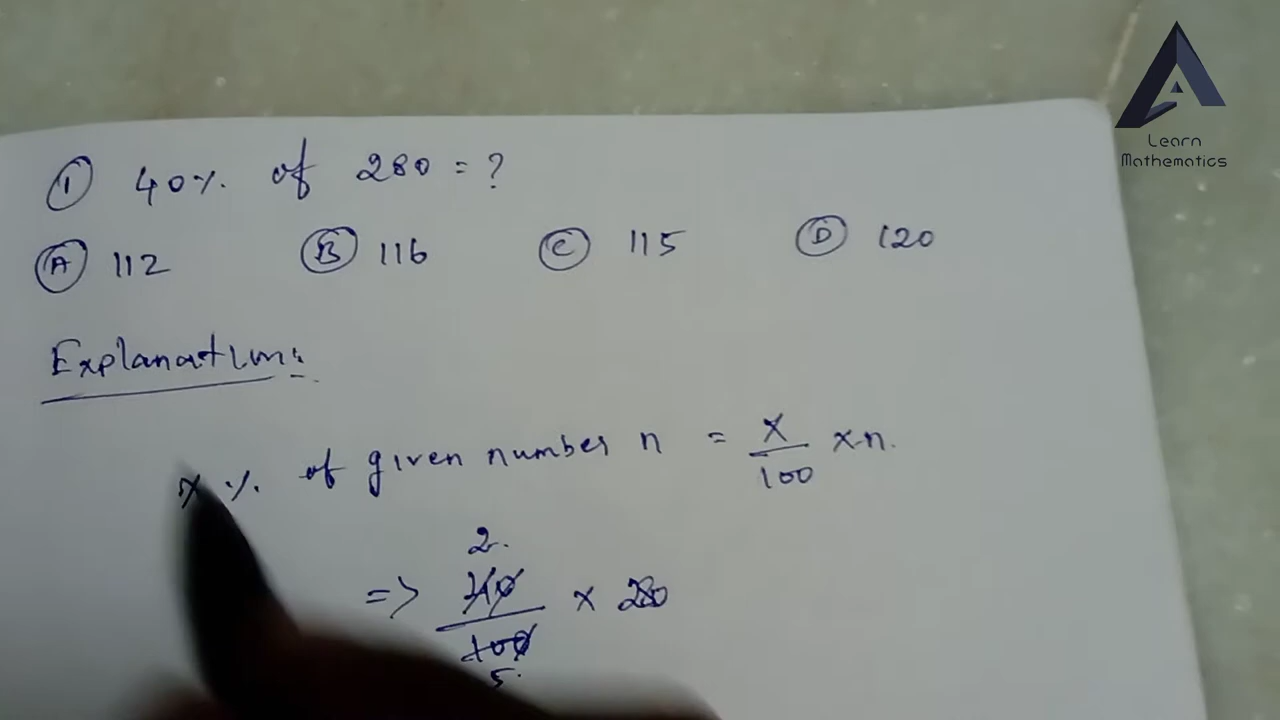 ① 40% of 280 = ?
Ⓐ 112 Ⓑ 116 Ⓒ 115 Ⓓ 120
Explanation:
x % of given number n = x/100 × n.
2.
=> 40/100 × 280
5.
Learn
Mathematics